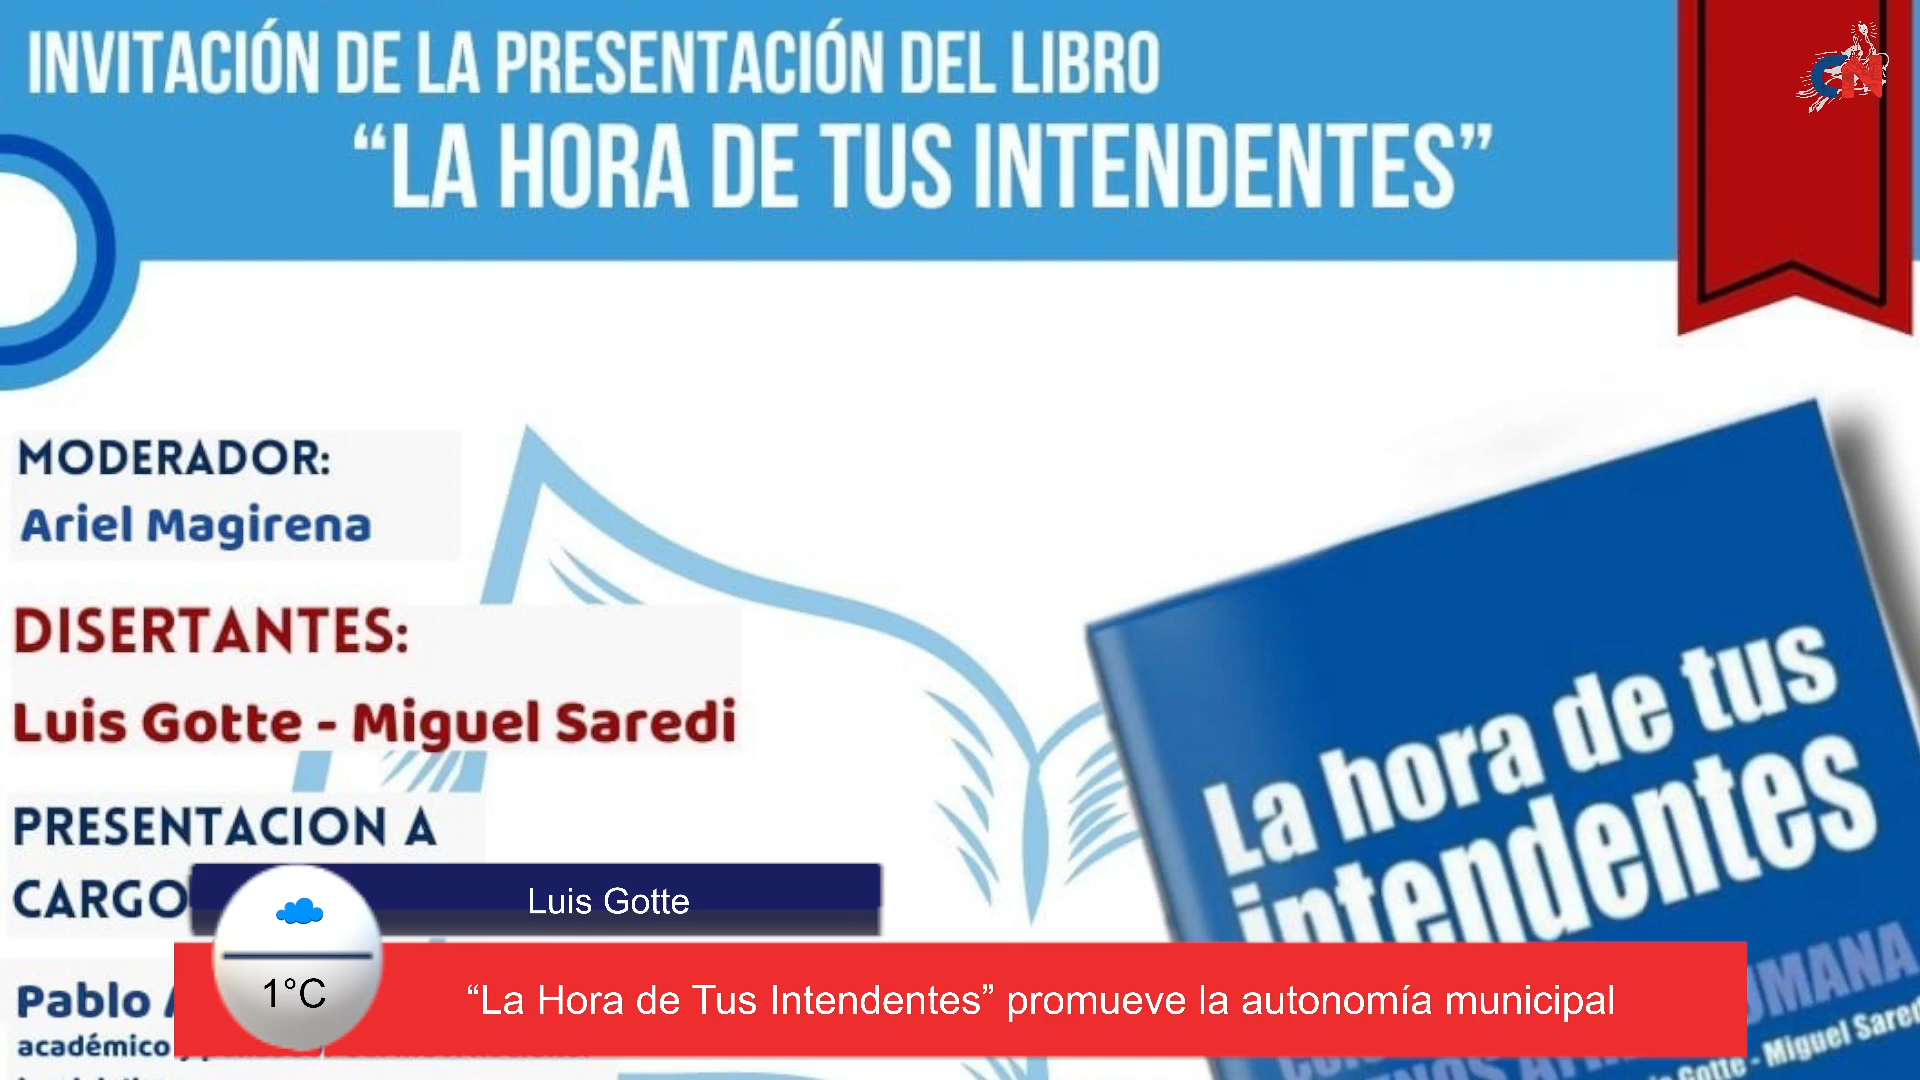 INVITACIÓN DE LA PRESENTACIÓN DEL LIBRO
“LA HORA DE TUS INTENDENTES”
CN
MODERADOR:
Ariel Magirena
DISERTANTES:
Luis Gotte - Miguel Saredi
PRESENTACION A
CARGO
Pablo
académico
La hora de tus
intendentes
Gotte - Miguel
Luis Gotte
1°C
“La Hora de Tus Intendentes” promueve la autonomía municipal